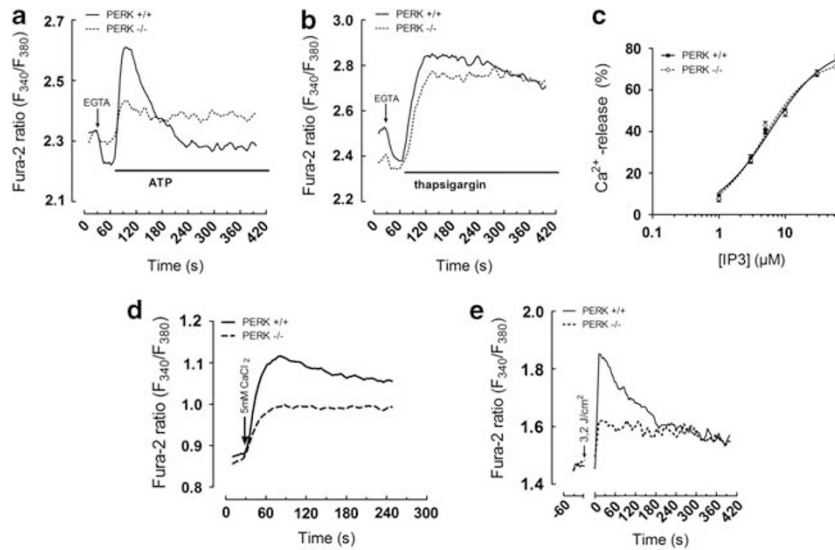 a
PERK +/+
PERK -/-
Fura-2 ratio (F340/F380)
2.7
2.5
2.3
2.1
EGTA
ATP
0 60 120 180 240 300 360 420
Time (s)
b
PERK +/+
PERK -/-
Fura-2 ratio (F340/F380)
3.0
2.8
2.6
2.4
2.2
EGTA
thapsigargin
0 60 120 180 240 300 360 420
Time (s)
c
PERK +/+
PERK -/-
Ca2+ -release (%)
80
60
40
20
0
0.1 1 10
[IP3] (µM)
d
PERK +/+
PERK -/-
Fura-2 ratio (F340/F380)
1.2
1.1
1.0
0.9
0.8
5mM CaCl 2
0 60 120 180 240 300
Time (s)
e
PERK +/+
PERK -/-
Fura-2 ratio (F340/F380)
2.0
1.8
1.6
1.4
3,2 J/cm2
-60 0 60 120 180 240 300 360 420
Time (s)